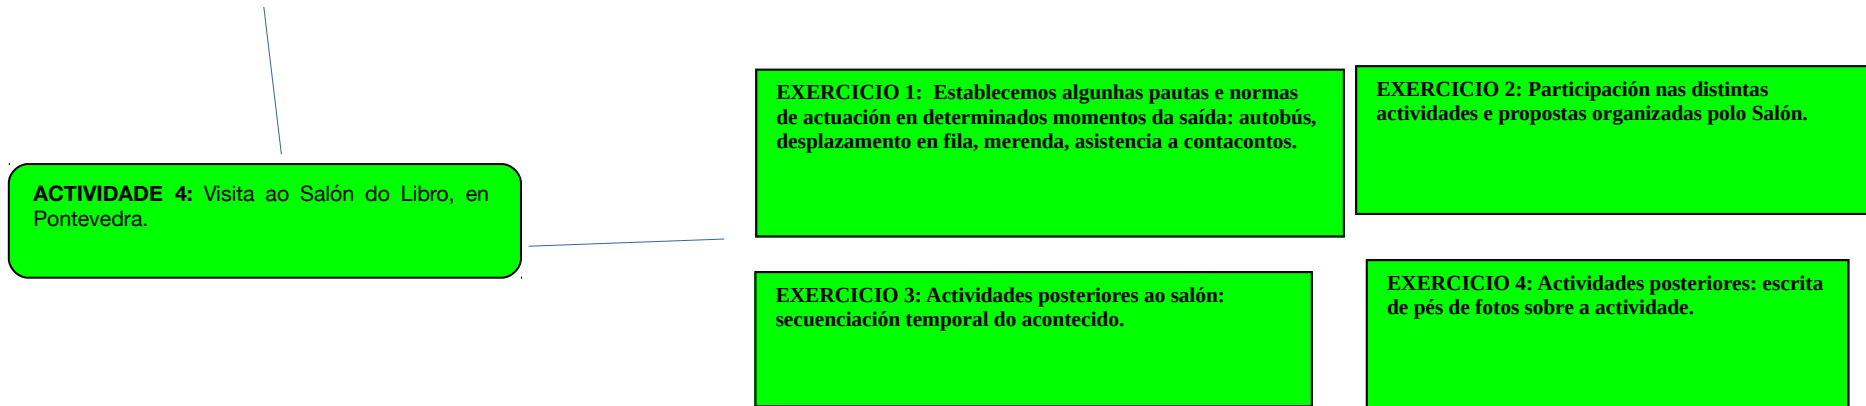 ACTIVIDADE 4: Visita ao Salón do Libro, en
Pontevedra.
EXERCICIO 1: Establecemos algunhas pautas e normas
de actuación en determinados momentos da saída: autobús,
desplazamento en fila, merenda, asistencia a contacontos.
EXERCICIO 2: Participación nas distintas
actividades e propostas organizadas polo Salón.
EXERCICIO 3: Actividades posteriores ao salón:
secuenciación temporal do acontecido.
EXERCICIO 4: Actividades posteriores: escrita
de pés de fotos sobre a actividade.